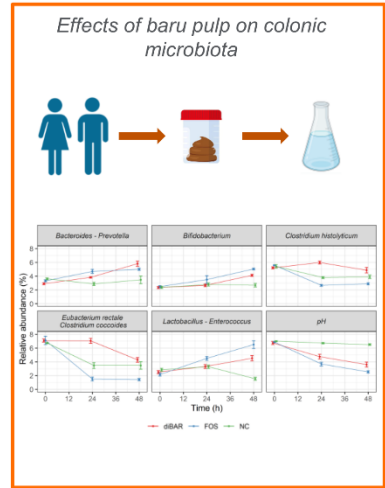 Effects of baru pulp on colonic
microbiota
Bacteroides - Prevotella
Bifidobacterium
Clostridium histolyticum
8
6
4
2
0
Eubacterium rectale
Clostridium coccoides
Lactobacillus - Enterococcus
pH
8
6
4
2
0
Relative abundance (%)
0 12 24 36 48 0 12 24 36 48 0 12 24 36 48
Time (h)
diBAR FOS NC